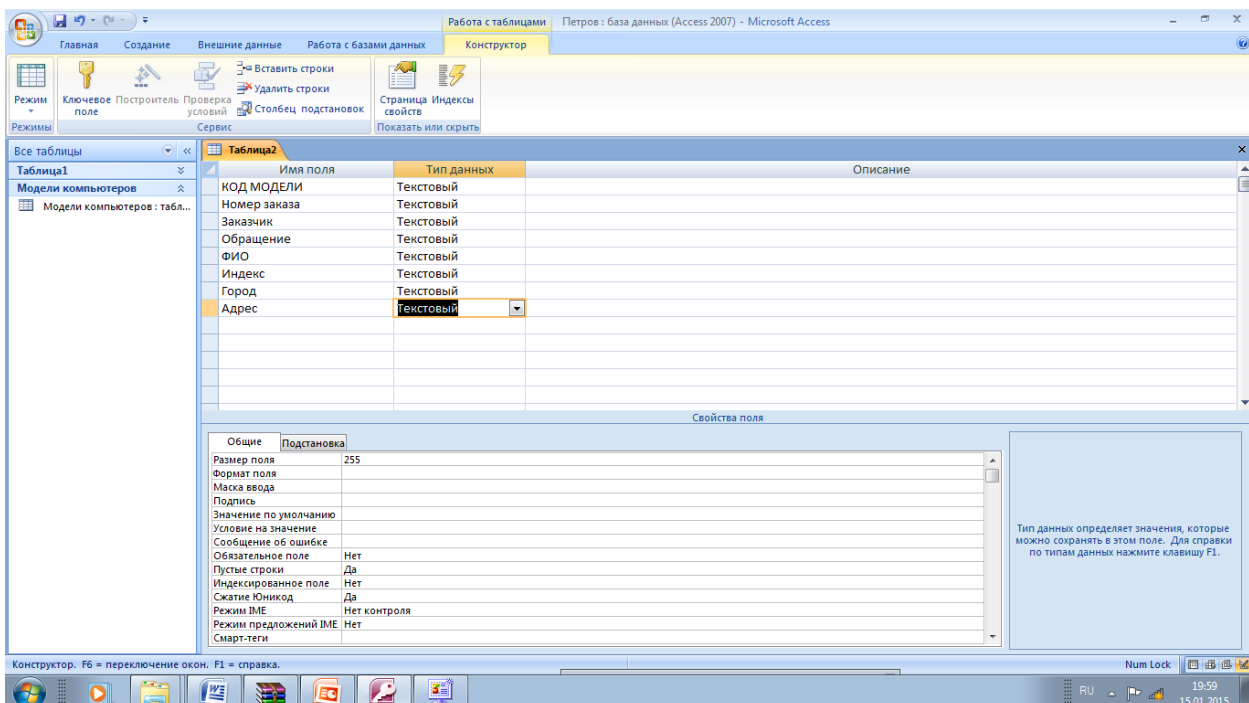 Работа с таблицами
Петров : база данных (Access 2007) - Microsoft Access
Главная Создание Внешние данные Работа с базами данных Конструктор
Режим
Ключевое поле
Построитель
Проверка условий
Вставить строки
Удалить строки
Столбец подстановок
Страница свойств
Индексы
Режимы Сервис Показать или скрыть
Все таблицы
Таблица1
Модели компьютеров
Модели компьютеров : табл...
Таблица2
Имя поля Тип данных Описание
КОД МОДЕЛИ Текстовый
Номер заказа Текстовый
Заказчик Текстовый
Обращение Текстовый
ФИО Текстовый
Индекс Текстовый
Город Текстовый
Адрес Текстовый
Свойства поля
Общие Подстановка
Размер поля 255
Формат поля
Маска ввода
Подпись
Значение по умолчанию
Условие на значение
Сообщение об ошибке
Обязательное поле Нет
Пустые строки Да
Индексированное поле Нет
Сжатие Юникод Да
Режим IME Нет контроля
Режим предложений IME Нет
Смарт-теги
Тип данных определяет значения, которые
можно сохранять в этом поле. Для справки
по типам данных нажмите клавишу F1.
Конструктор. F6 = переключение окон. F1 = справка.
Num Lock
RU
19:59
15.01.2015